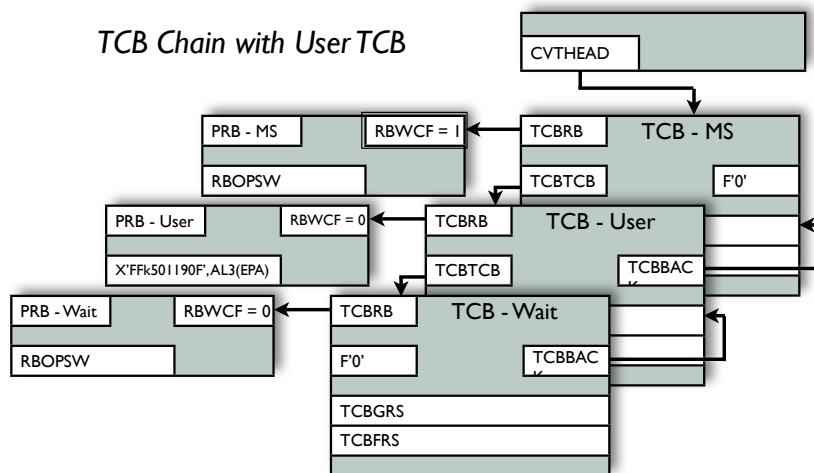 TCB Chain with User TCB
CVTHEAD
PRB - MS
RBWCF = 1
TCBRB
TCB - MS
RBOPSW
TCBTCB
F'0'
PRB - User
RBWCF = 0
TCBRB
TCB - User
X'FFk501190F', AL3(EPA)
TCBTCB
TCBBAC
K
PRB - Wait
RBWCF = 0
TCBRB
TCB - Wait
RBOPSW
F'0'
TCBBAC
K
TCBGRS
TCBFRS